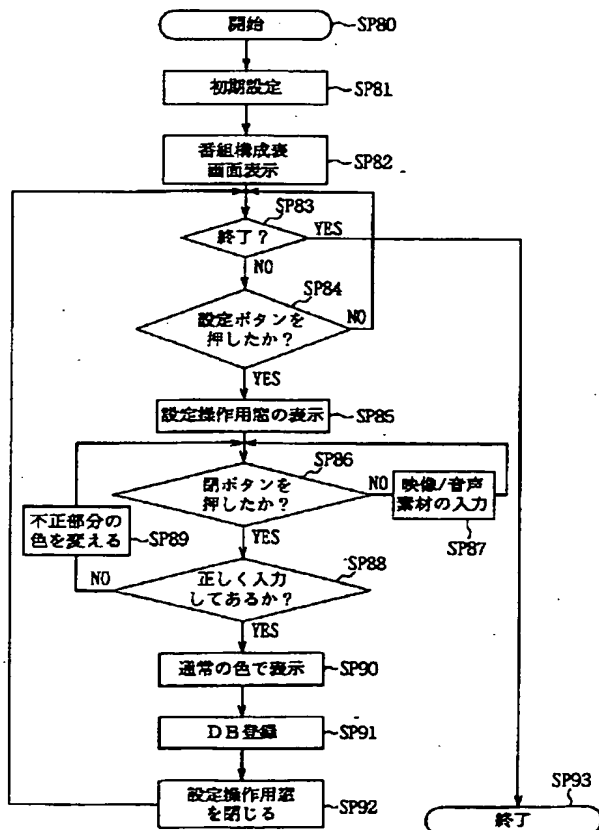 開始
SP80
初期設定
SP81
番組構成表
画面表示
SP82
SP83
終了?
YES
NO
SP84
設定ボタンを
押したか?
NO
YES
設定操作用窓の表示
SP85
SP86
閉ボタンを
押したか?
NO
映像/音声
素材の入力
SP87
不正部分の
色を変える
SP89
YES
SP88
正しく入力
してあるか?
NO
YES
通常の色で表示
SP90
DB登録
SP91
設定操作用窓
を閉じる
SP92
SP93
終了